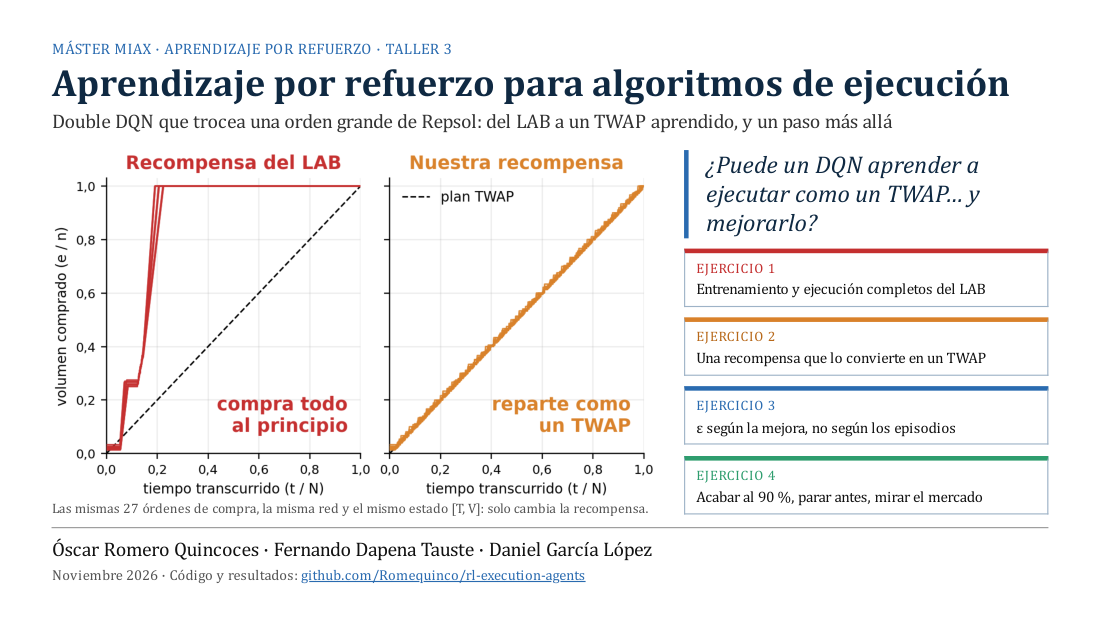 MÁSTER MIAX · APRENDIZAJE POR REFUERZO · TALLER 3
Aprendizaje por refuerzo para algoritmos de ejecución
Double DQN que trocea una orden grande de Repsol: del LAB a un TWAP aprendido, y un paso más allá
Recompensa del LAB
1,0
0,8
0,6
0,4
0,2
0,0
volumen comprado (e / n)
compra todo
al principio
0,0 0,2 0,4 0,6 0,8 1,0
tiempo transcurrido (t / N)
Nuestra recompensa
plan TWAP
reparte como
un TWAP
0,0 0,2 0,4 0,6 0,8 1,0
tiempo transcurrido (t / N)
Las mismas 27 órdenes de compra, la misma red y el mismo estado [T, V]: solo cambia la recompensa.
¿Puede un DQN aprender a
ejecutar como un TWAP... y
mejorarlo?
EJERCICIO 1
Entrenamiento y ejecución completos del LAB
EJERCICIO 2
Una recompensa que lo convierte en un TWAP
EJERCICIO 3
ε según la mejora, no según los episodios
EJERCICIO 4
Acabar al 90 %, parar antes, mirar el mercado
Óscar Romero Quincoces · Fernando Dapena Tauste · Daniel García López
Noviembre 2026 · Código y resultados: github.com/Romequinco/rl-execution-agents